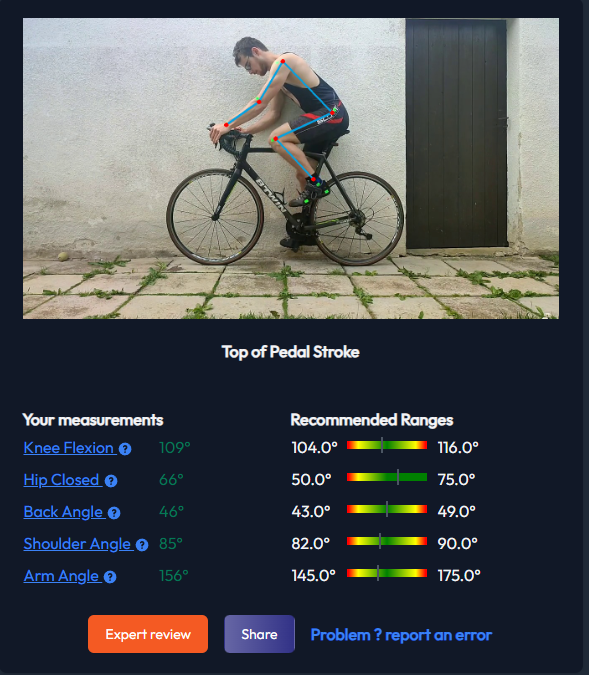 BTWIN
Top of Pedal Stroke
Your measurements Recommended Ranges
Knee Flexion ? 109° 104.0° 116.0°
Hip Closed ? 66° 50.0° 75.0°
Back Angle ? 46° 43.0° 49.0°
Shoulder Angle ? 85° 82.0° 90.0°
Arm Angle ? 156° 145.0° 175.0°
Expert review Share Problem ? report an error